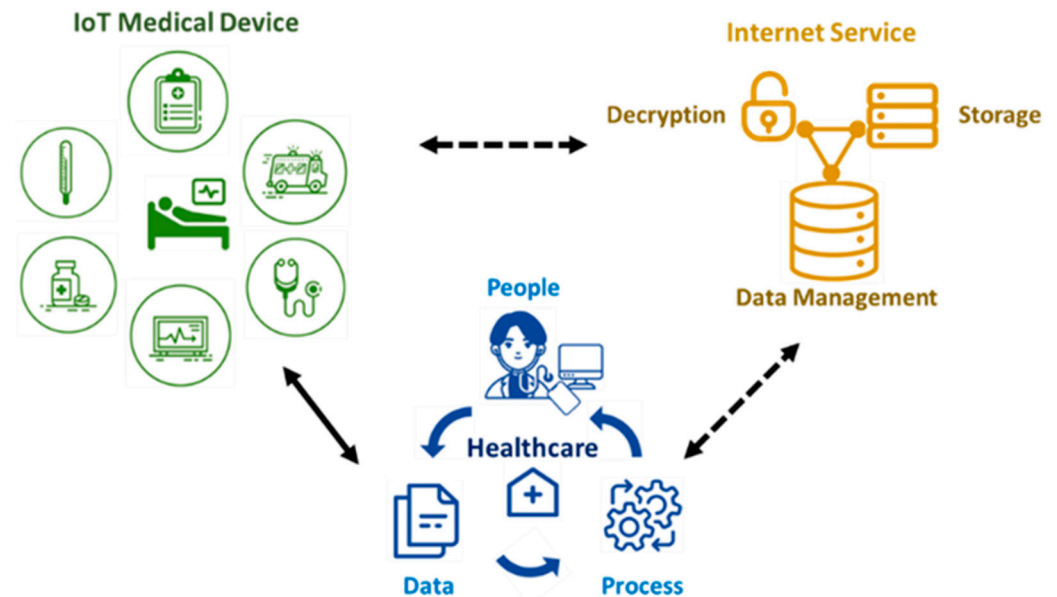 IoT Medical Device
Internet Service
Decryption
Storage
Data Management
People
Healthcare
Data
Process